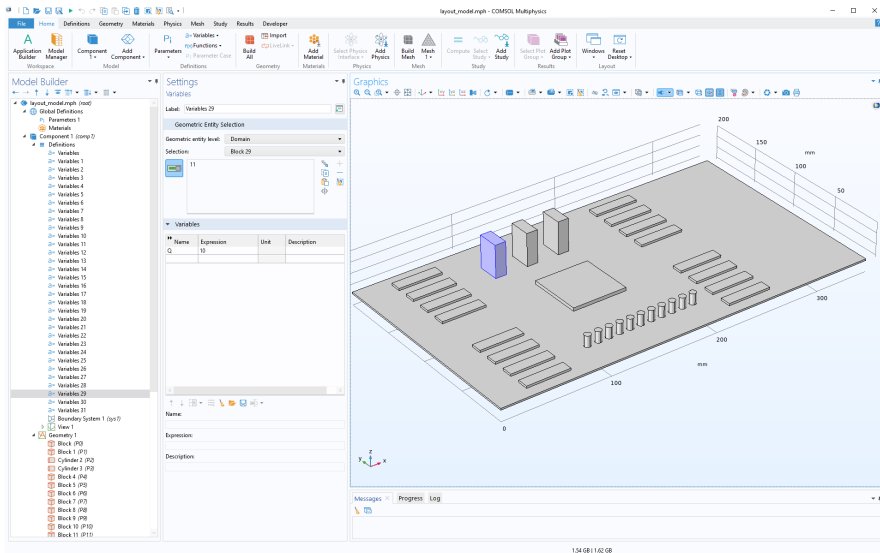 layout_model.mph - COMSOL Multiphysics
File Home Definitions Geometry Materials Physics Mesh Study Results Developer
Application Builder
Model Manager
Workspace
Component 1
Add Component
Model
Parameters
a= Variables
f(x) Functions
Pi Parameter Case
Definitions
Build All
Import
LiveLink
Geometry
Add Material
Materials
Select Physics Interface
Add Physics
Physics
Build Mesh
Mesh 1
Mesh
Compute
Select Study
Add Study
Study
Select Plot Group
Add Plot Group
Results
Windows
Reset Desktop
Layout
Model Builder
layout_model.mph (root)
Global Definitions
Pi Parameters 1
Materials
Component 1 (comp1)
Definitions
a= Variables
a= Variables 1
a= Variables 2
a= Variables 3
a= Variables 4
a= Variables 5
a= Variables 6
a= Variables 7
a= Variables 8
a= Variables 9
a= Variables 10
a= Variables 11
a= Variables 12
a= Variables 13
a= Variables 14
a= Variables 15
a= Variables 16
a= Variables 17
a= Variables 18
a= Variables 19
a= Variables 20
a= Variables 21
a= Variables 22
a= Variables 23
a= Variables 24
a= Variables 25
a= Variables 26
a= Variables 27
a= Variables 28
a= Variables 29
a= Variables 30
a= Variables 31
Boundary System 1 (sys1)
View 1
Geometry 1
Block (P0)
Block 1 (P1)
Cylinder 2 (P2)
Cylinder 3 (P3)
Block 4 (P4)
Block 5 (P5)
Block 6 (P6)
Block 7 (P7)
Block 8 (P8)
Block 9 (P9)
Block 10 (P10)
Block 11 (P11)
Settings
Variables
Label: Variables 29
Geometric Entity Selection
Geometric entity level: Domain
Selection: Block 29
11
Variables
Name Expression Unit Description
Q 10
Name:
Expression:
Description:
Graphics
200
150
mm
100
50
300
200
mm
100
0
z
y
x
Messages Progress Log
1.54 GB | 1.62 GB